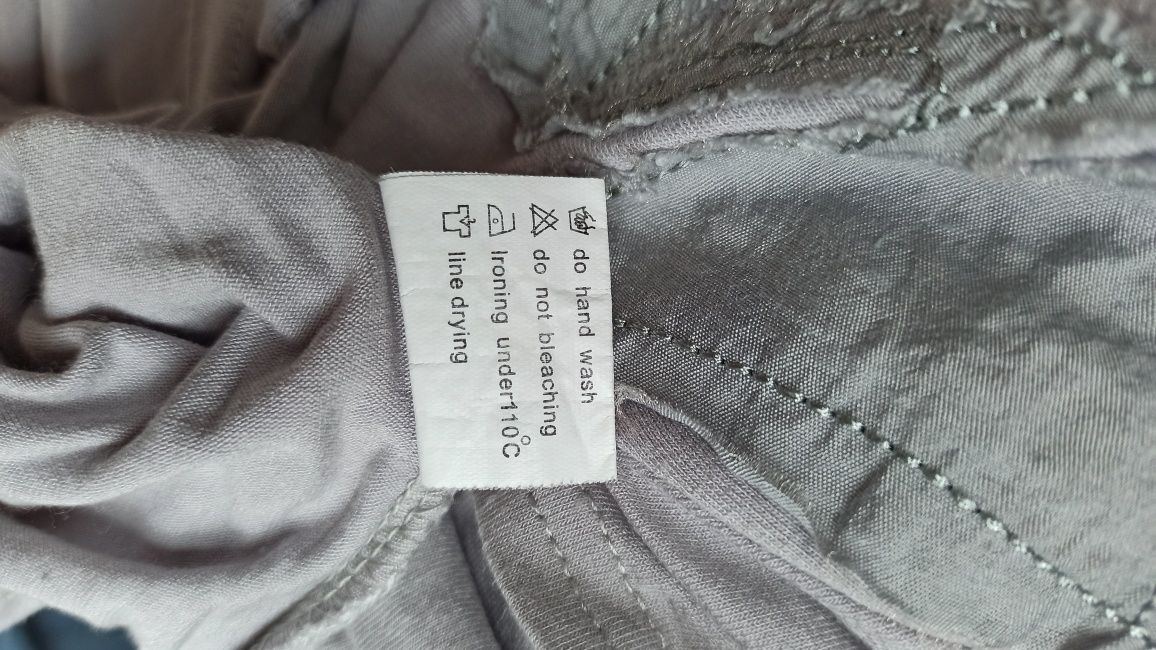 do hand wash
do not bleaching
Ironing under110°C
line drying